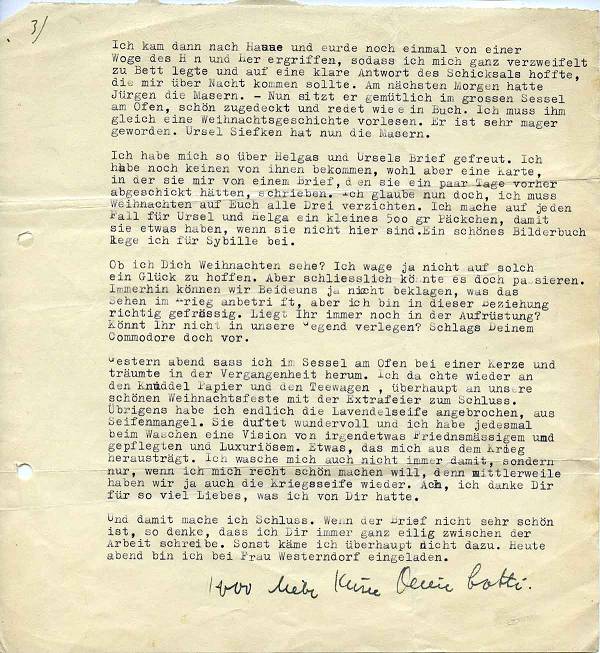 3/
Ich kam dann nach Hause und eurde noch einmal von einer
Woge des H n und Her ergriffen, sodass ich mich ganz verzweifelt
zu Bett legte und auf eine klare Antwort des Schicksals hoffte,
die mir über Nacht kommen sollte. Am nächsten Morgen hatte
Jürgen die Masern. - Nun sitzt er gemütlich im grossen Sessel
am Ofen, schön zugedeckt und redet wie ein Buch. Ich muss ihm
gleich eine Weihnachtsgeschichte vorlesen. Er ist sehr mager
geworden. Ursel Siefken hat nun die Masern.
Ich habe mich so über Helgas und Ursels Brief gefreut. Ich
habe noch keinen von ihnen bekommen, wohl aber eine Karte,
in der sie mir von einem Brief, den sie ein paar Tage vorher
abgeschickt hätten, schrieben. Ich glaube nun doch, ich muss
Weihnachten auf Euch alle Drei verzichten. Ich mache auf jeden
Fall für Ursel und Helga ein kleines 500 gr Päckchen, damit
sie etwas haben, wenn sie nicht hier sind.Ein schönes Bilderbuch
lege ich für Sybille bei.
Ob ich Dich Weihnachten sehe? Ich wage ja nicht auf solch
ein Glück zu hoffen. Aber schliesslich könnte es doch passieren.
Immerhin können wir Beideuns ja nicht beklagen, was das
Sehen im Krieg anbetri ft, aber ich bin in dieser Beziehung
richtig gefrässig. Liegt Ihr immer noch in der Aufrüstung?
Könnt Ihr nicht in unsere Gegend verlegen? Schlags Deinem
Commodore doch vor.
Gestern abend sass ich im Sessel am Ofen bei einer Kerze und
träumte in der Vergangenheit herum. Ich da chte wieder an
den Knüddel Papier und den Teewagen , überhaupt an unsere
schönen Weihnachtsfeste mit der Extrafeier zum Schluss.
Übrigens habe ich endlich die Lavendelseife angebrochen, aus
Seifenmangel. Sie duftet wundervoll und ich habe jedesmal
beim Waschen eine Vision von irgendetwas Friednsmässigem und
gepflegten und Luxuriösem. Etwas, das mich aus dem Krieg
herausträgt. Ich wasche mich auch nicht immer damit, sondern
nur, wenn ich mich recht schön machen will, denn mittlerweile
haben wir ja auch die Kriegsseife wieder. Ach, ich danke Dir
für so viel Liebes, was ich von Dir hatte.
Und damit mache ich Schluss. Wenn der Brief nicht sehr schön
ist, so denke, dass ich Dir immer ganz eilig zwischen der
Arbeit schreibe. Sonst käme ich überhaupt nicht dazu. Heute
abend bin ich bei Frau Westerndorf eingeladen.
1000 liebe Küsse Deine